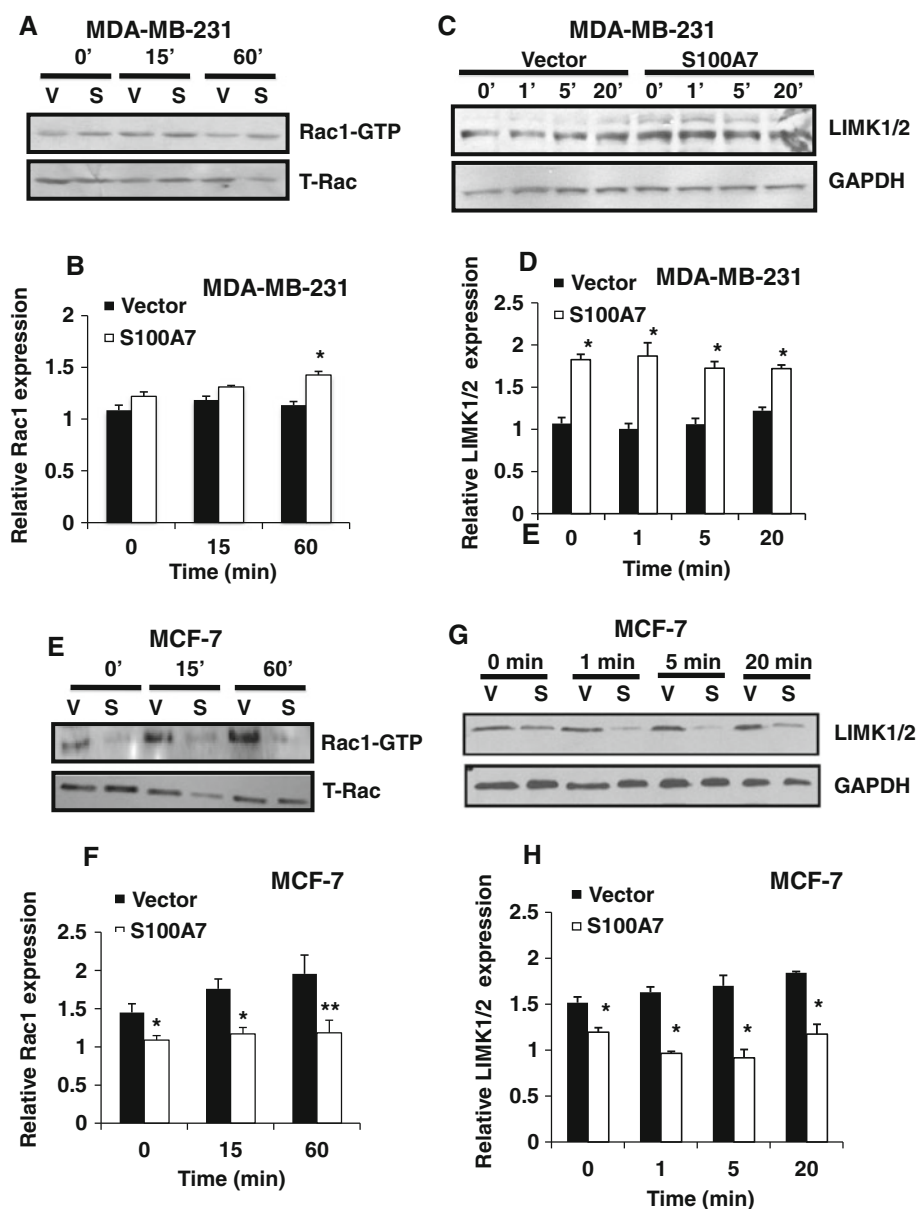 A
MDA-MB-231
0’ 15’ 60’
V S V S V S
Rac1-GTP
T-Rac
C
MDA-MB-231
Vector S100A7
0’ 1’ 5’ 20’ 0’ 1’ 5’ 20’
LIMK1/2
GAPDH
B
MDA-MB-231
Vector
S100A7
Relative Rac1 expression
2
1.5
1
0.5
0
*
0 15 60
Time (min)
D
MDA-MB-231
Vector
S100A7
Relative LIMK1/2 expression
2.5
2
1.5
1
0.5
0
* * * *
E
0 1 5 20
Time (min)
E
MCF-7
0’ 15’ 60’
V S V S V S
Rac1-GTP
T-Rac
G
MCF-7
0 min 1 min 5 min 20 min
V S V S V S V S
LIMK1/2
GAPDH
F
MCF-7
Vector
S100A7
Relative Rac1 expression
2.5
2
1.5
1
0.5
0
* * **
0 15 60
Time (min)
H
MCF-7
Vector
S100A7
Relative LIMK1/2 expression
2.5
2
1.5
1
0.5
0
* * * *
0 1 5 20
Time (min)